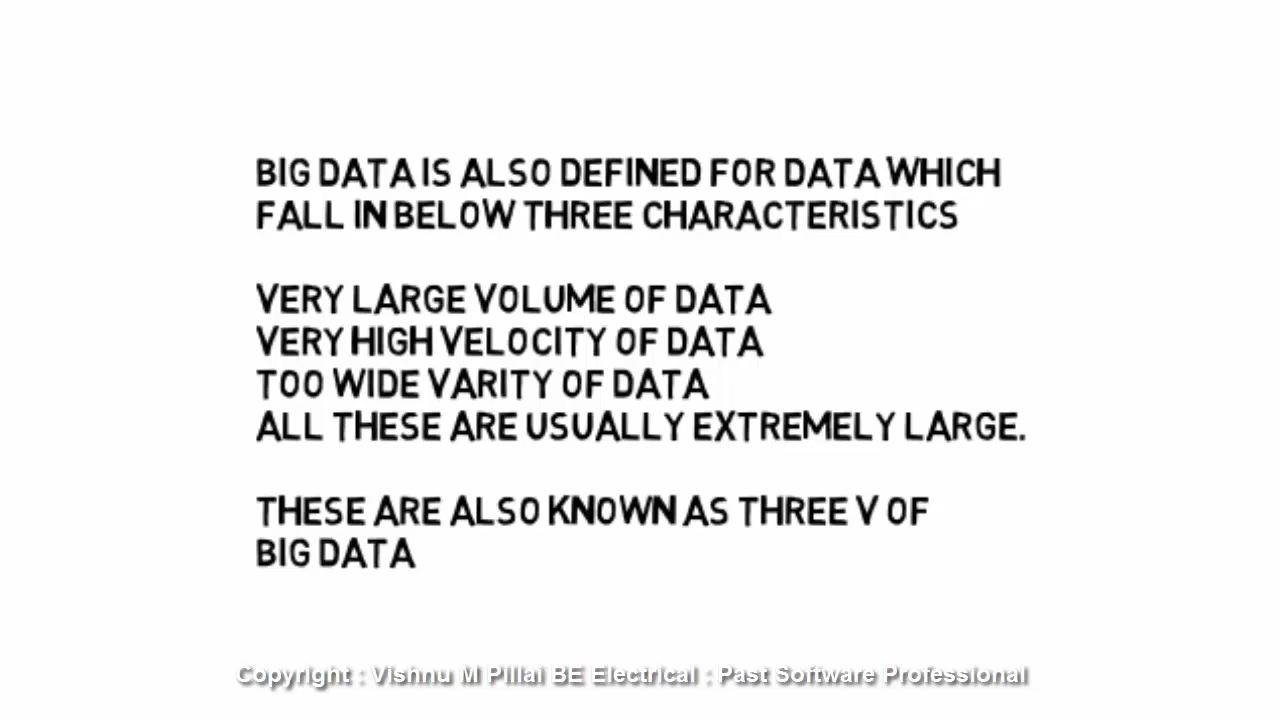 BIG DATA IS ALSO DEFINED FOR DATA WHICH
FALL IN BELOW THREE CHARACTERISTICS
VERY LARGE VOLUME OF DATA
VERY HIGH VELOCITY OF DATA
TOO WIDE VARITY OF DATA
ALL THESE ARE USUALLY EXTREMELY LARGE.
THESE ARE ALSO KNOWN AS THREE V OF
BIG DATA
Copyright : Vishnu M Pillai BE Electrical : Past Software Professional